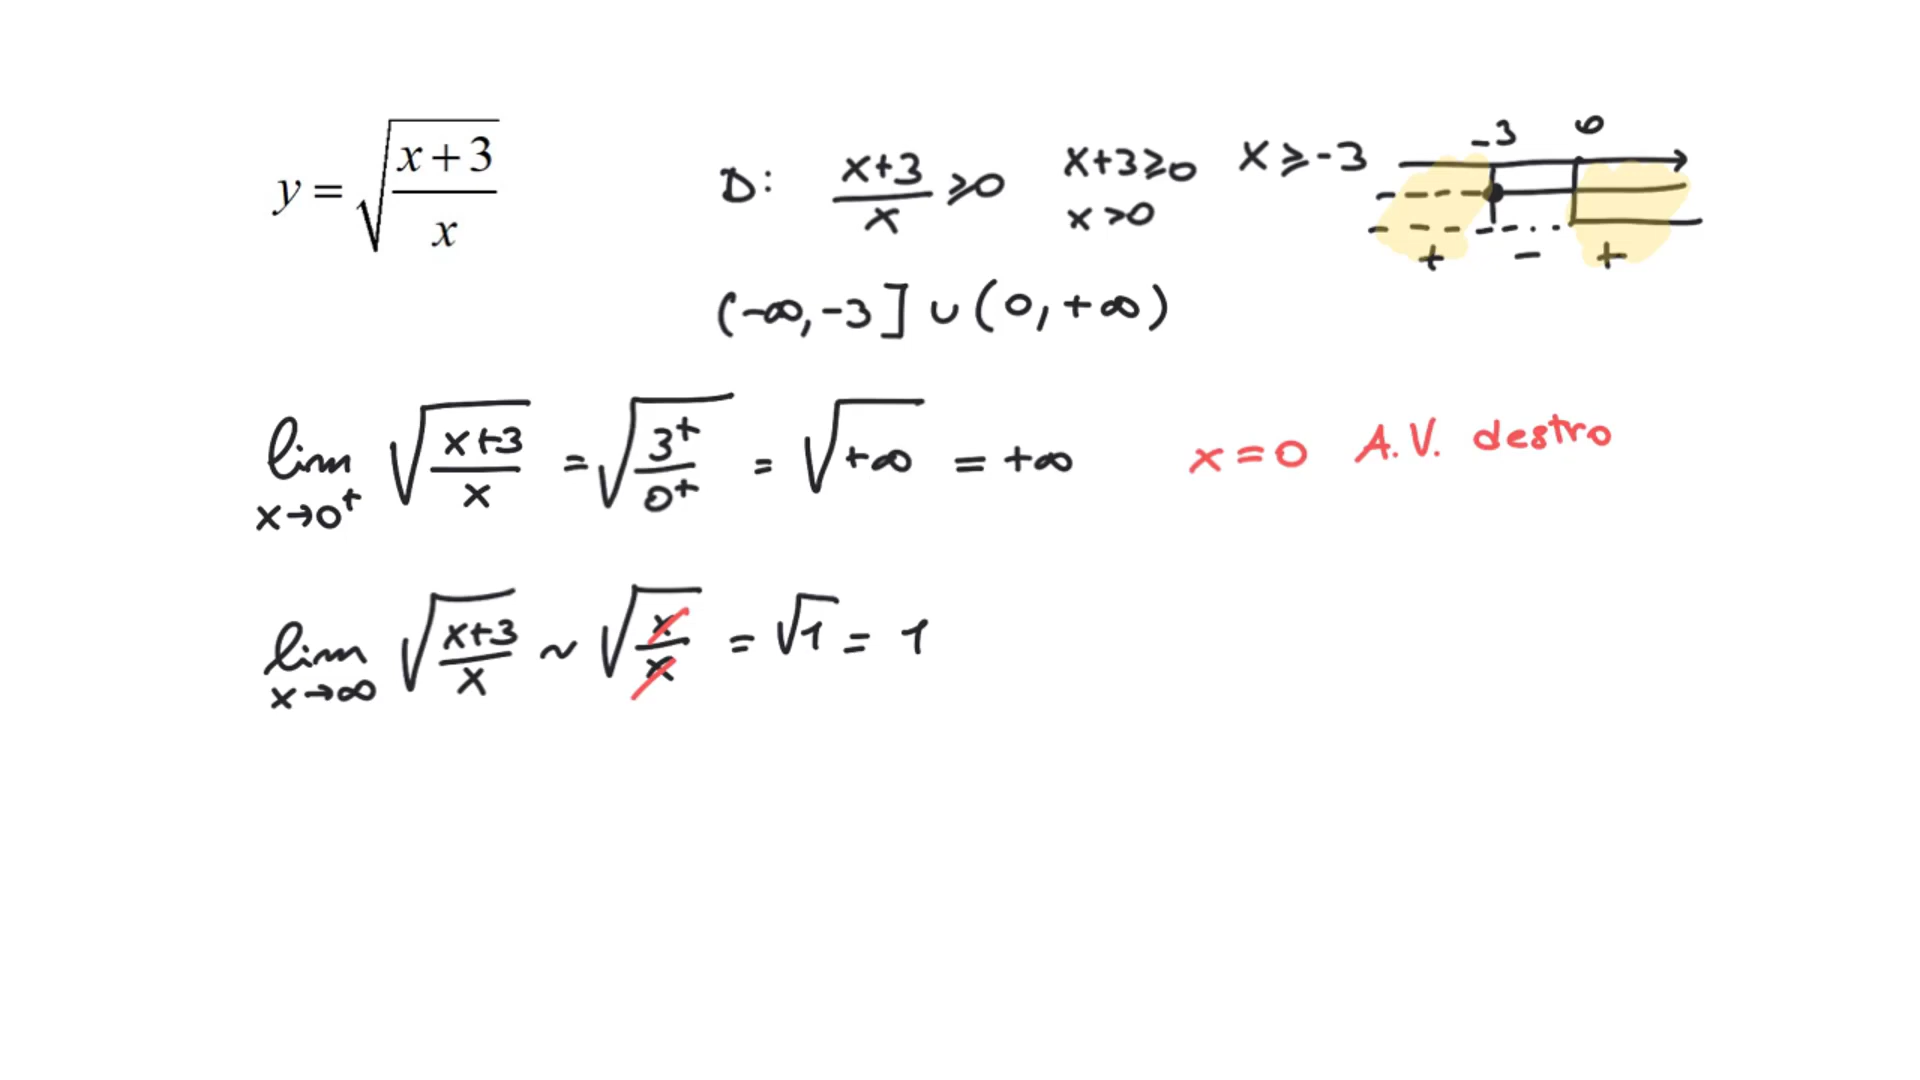 y = √((x+3)/x)   D: (x+3)/x ⩾0   x+3⩾0   x ⩾ -3   -3   0
x >0
+   -   +
(-∞, -3] ∪ (0, +∞)
lim x→0⁺ √((x+3)/x) = √(3⁺/0⁺) = √(+∞) = +∞   x = 0 A.V. destro
lim x→∞ √((x+3)/x) ~ √(x/x) = √1 = 1